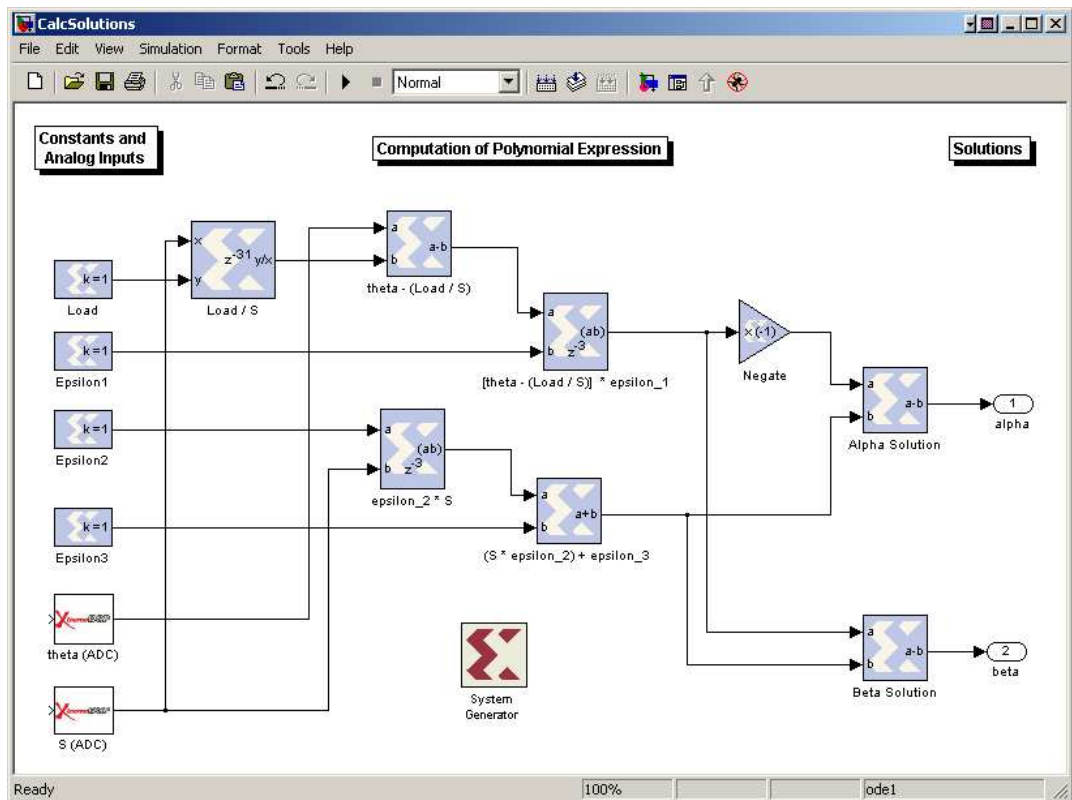 CalcSolutions
File Edit View Simulation Format Tools Help
Normal
Constants and
Analog Inputs
Computation of Polynomial Expression
Solutions
k=1
Load
x
y
z-31 y/x
Load / S
a
b
a-b
theta - (Load / S)
k=1
Epsilon1
a
b
(ab)
z-3
[theta - (Load / S)] * epsilon_1
x (-1)
Negate
k=1
Epsilon2
a
b
(ab)
z-3
epsilon_2 * S
a
b
a-b
Alpha Solution
1
alpha
k=1
Epsilon3
a
b
a+b
(S * epsilon_2) + epsilon_3
theta (ADC)
S (ADC)
System
Generator
a
b
a-b
Beta Solution
2
beta
Ready
100%
ode1